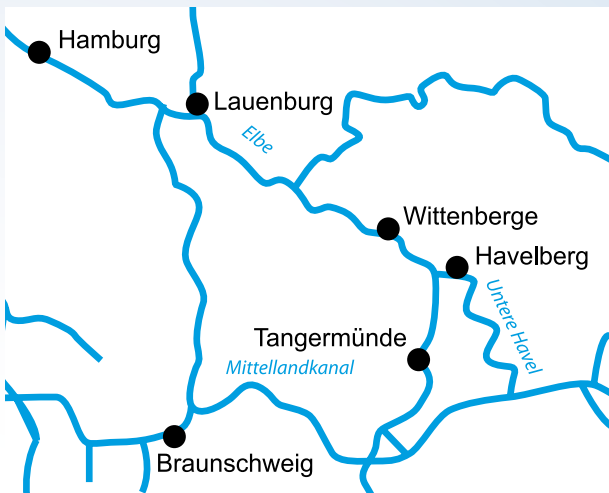 Hamburg
Lauenburg
Elbe
Wittenberge
Havelberg
Untere Havel
Tangermünde
Mittellandkanal
Braunschweig